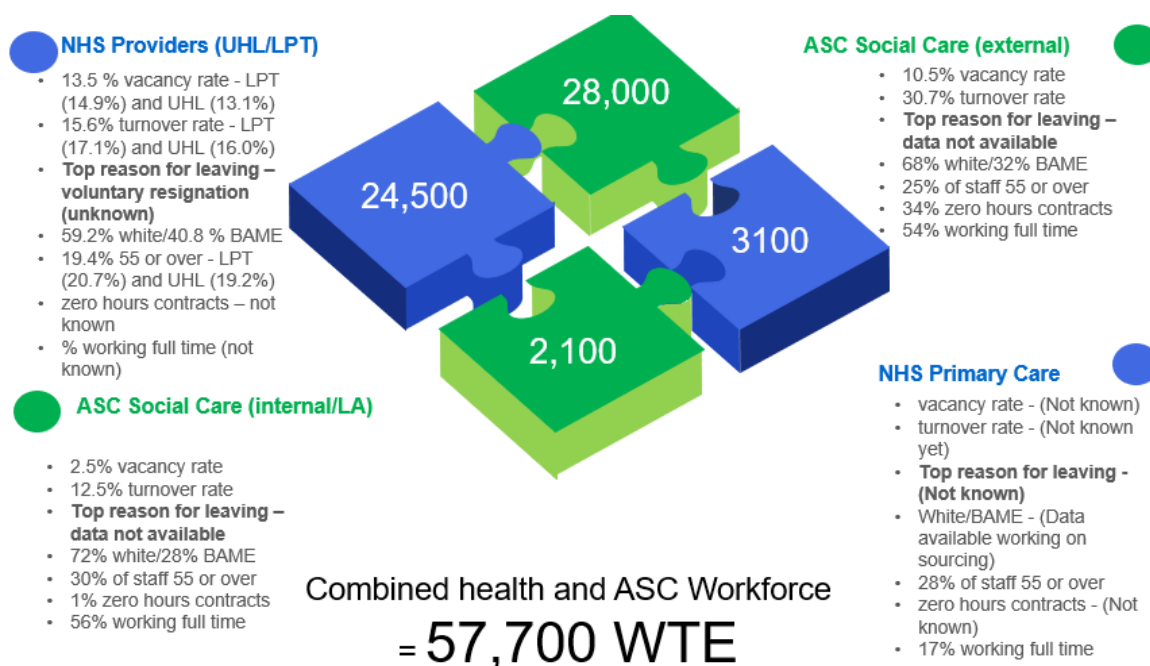 NHS Providers (UHL/LPT)
• 13.5 % vacancy rate - LPT
(14.9%) and UHL (13.1%)
• 15.6% turnover rate - LPT
(17.1%) and UHL (16.0%)
• Top reason for leaving –
voluntary resignation
(unknown)
• 59.2% white/40.8 % BAME
• 19.4% 55 or over - LPT
(20.7%) and UHL (19.2%)
• zero hours contracts – not
known
• % working full time (not
known)
ASC Social Care (internal/LA)
• 2.5% vacancy rate
• 12.5% turnover rate
• Top reason for leaving –
data not available
• 72% white/28% BAME
• 30% of staff 55 or over
• 1% zero hours contracts
• 56% working full time
28,000
24,500
3100
2,100
ASC Social Care (external)
• 10.5% vacancy rate
• 30.7% turnover rate
• Top reason for leaving –
data not available
• 68% white/32% BAME
• 25% of staff 55 or over
• 34% zero hours contracts
• 54% working full time
NHS Primary Care
• vacancy rate - (Not known)
• turnover rate - (Not known
yet)
• Top reason for leaving -
(Not known)
• White/BAME - (Data
available working on
sourcing)
• 28% of staff 55 or over
• zero hours contracts - (Not
known)
• 17% working full time
Combined health and ASC Workforce
= 57,700 WTE